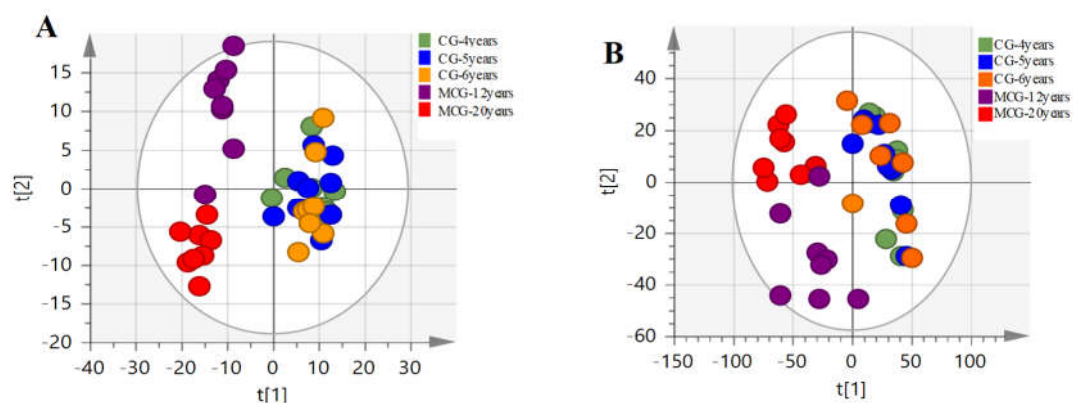 A
CG-4years
CG-5years
CG-6years
MCG-12years
MCG-20years
15
10
5
0
-5
-10
-15
-20
t[2]
-40 -30 -20 -10 0 10 20 30
t[1]
B
CG-4years
CG-5years
CG-6years
MCG-12years
MCG-20years
40
20
0
-20
-40
-60
t[2]
-150 -100 -50 0 50 100
t[1]